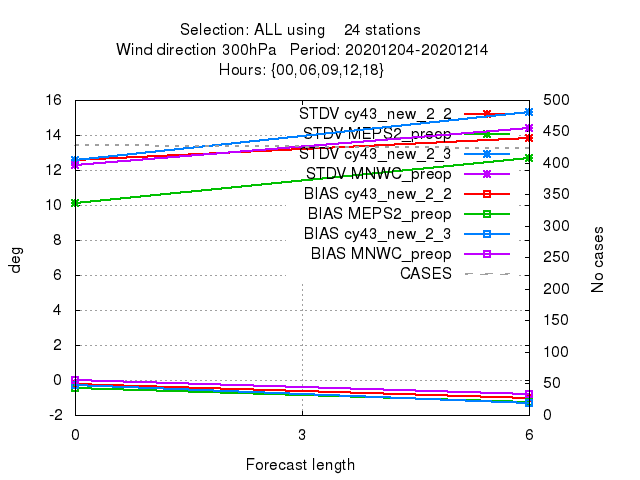 Selection: ALL using 24 stations
Wind direction 300hPa Period: 20201204-20201214
Hours: {00,06,09,12,18}
16 500
14 450
12 400
10 350
8 300
6 250
4 200
2 150
0 100
-2 50
0
deg
No cases
STDV cy43_new_2_2
STDV MEPS2_preop
STDV cy43_new_2_3
STDV MNWC_preop
BIAS cy43_new_2_2
BIAS MEPS2_preop
BIAS cy43_new_2_3
BIAS MNWC_preop
CASES
0 3 6
Forecast length